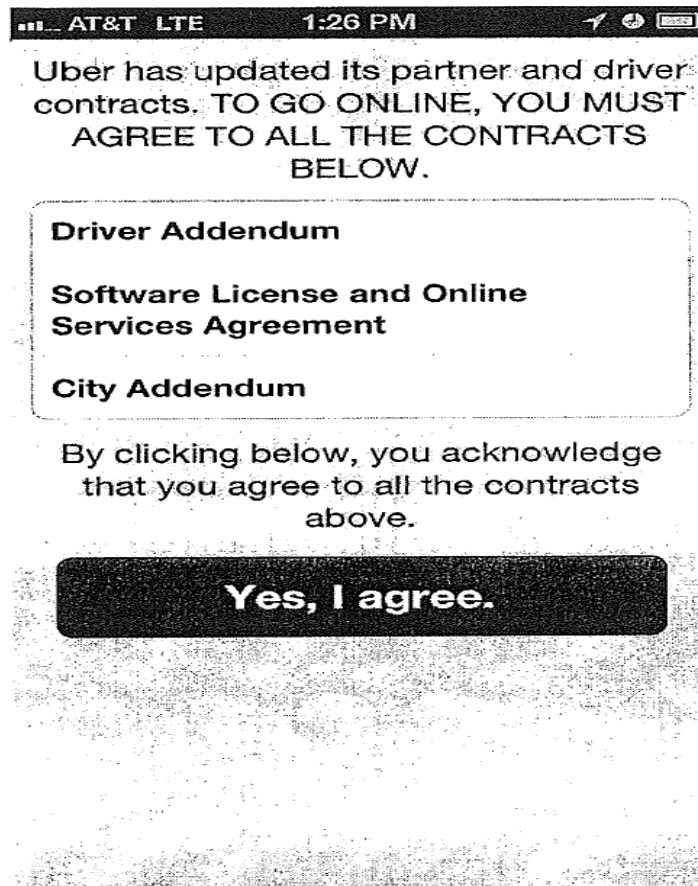 AT&T LTE 1:26 PM
Uber has updated its partner and driver
contracts. TO GO ONLINE, YOU MUST
AGREE TO ALL THE CONTRACTS
BELOW.
Driver Addendum
Software License and Online
Services Agreement
City Addendum
By clicking below, you acknowledge
that you agree to all the contracts
above.
Yes, I agree.